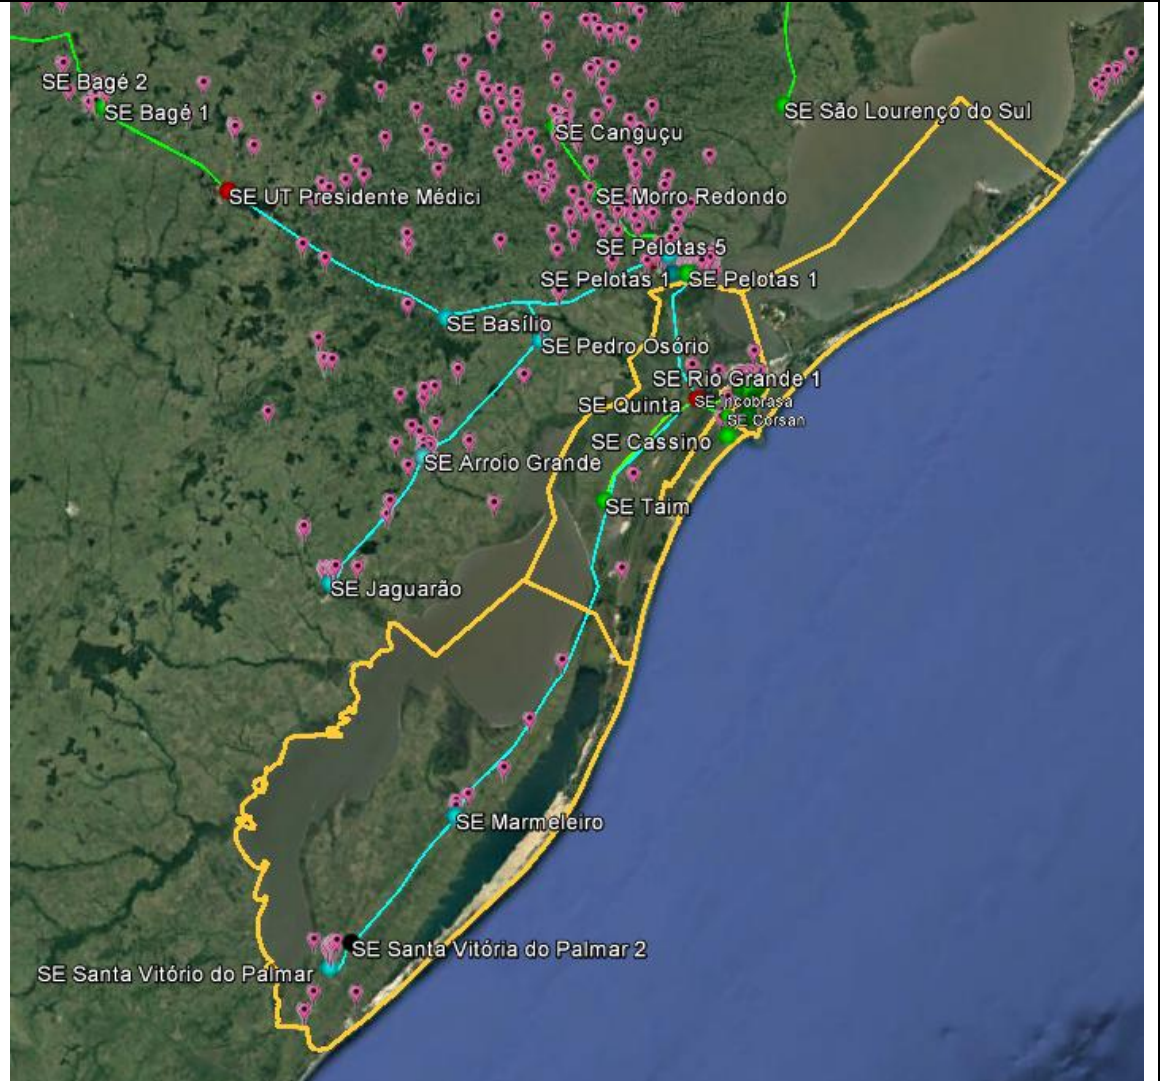 SE Bagé 2
SE Bagé 1
SE São Lourenço do Sul
SE Canguçu
SE UT Presidente Médici
SE Morro Redondo
SE Pelotas 5
SE Pelotas 1
SE Pelotas 1
SE Basílio
SE Pedro Osório
SE Rio Grande 1
SE Quinta
SE Corsan
SE Cassino
SE Arroio Grande
SE Taim
SE Jaguarão
SE Marmeleiro
SE Santa Vitória do Palmar 2
SE Santa Vitório do Palmar